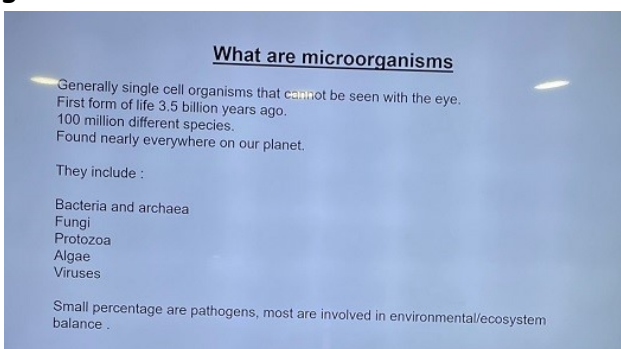 What are microorganisms
Generally single cell organisms that cannot be seen with the eye.
First form of life 3.5 billion years ago.
100 million different species.
Found nearly everywhere on our planet.
They include :
Bacteria and archaea
Fungi
Protozoa
Algae
Viruses
Small percentage are pathogens, most are involved in environmental/ecosystem
balance .